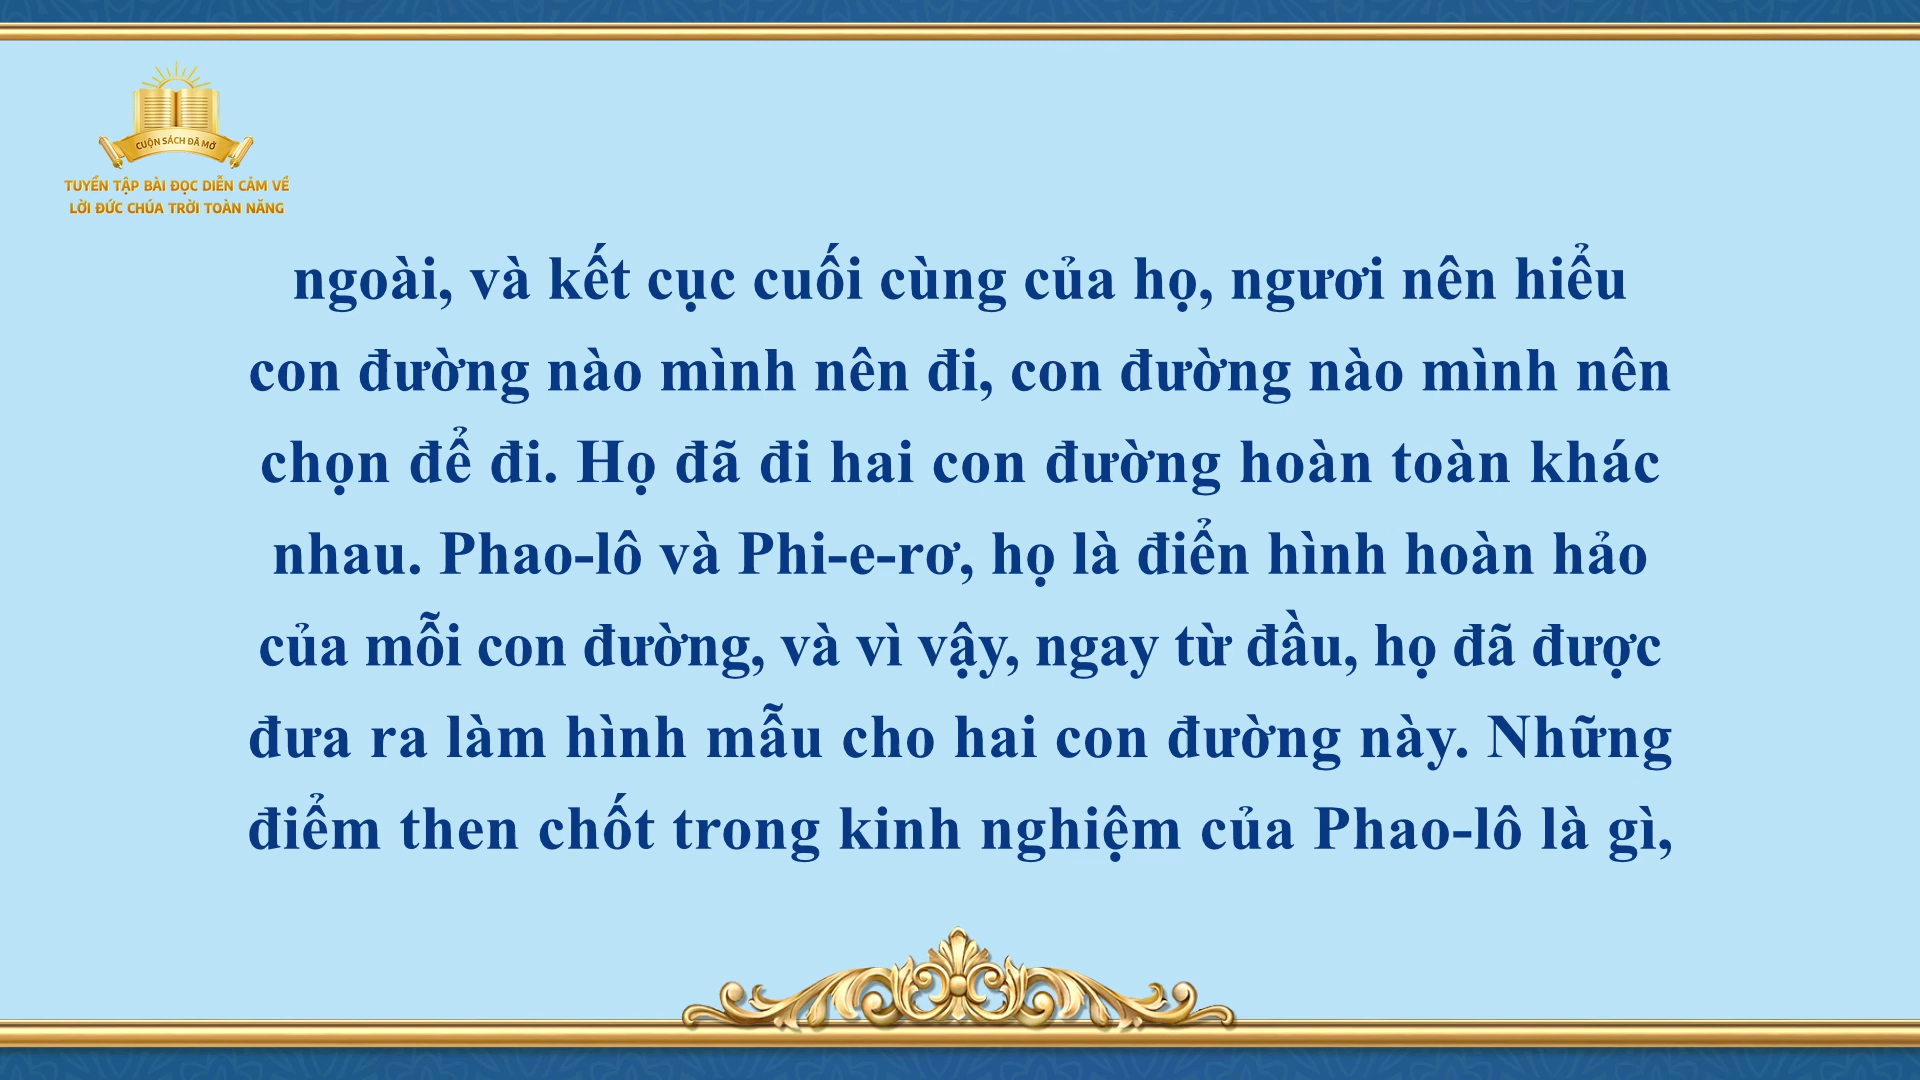 CUỘN SÁCH ĐÃ MỞ
TUYỂN TẬP BÀI ĐỌC DIỄN CẢM VỀ
LỜI ĐỨC CHÚA TRỜI TOÀN NĂNG
ngoài, và kết cục cuối cùng của họ, ngươi nên hiểu
con đường nào mình nên đi, con đường nào mình nên
chọn để đi. Họ đã đi hai con đường hoàn toàn khác
nhau. Phao-lô và Phi-e-rơ, họ là điển hình hoàn hảo
của mỗi con đường, và vì vậy, ngay từ đầu, họ đã được
đưa ra làm hình mẫu cho hai con đường này. Những
điểm then chốt trong kinh nghiệm của Phao-lô là gì,